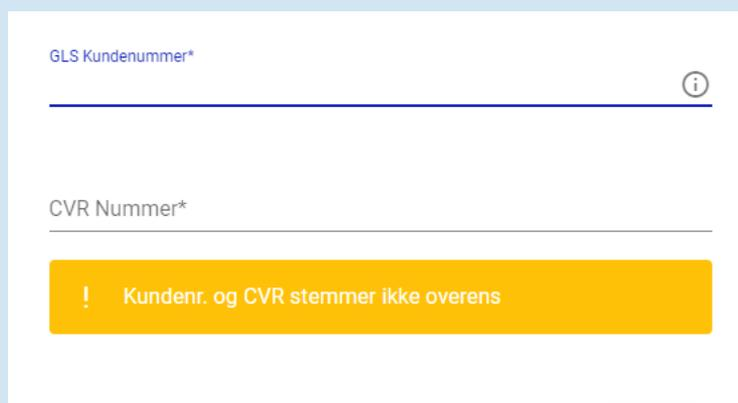 GLS Kundenummer*
CVR Nummer*
! Kundenr. og CVR stemmer ikke overens